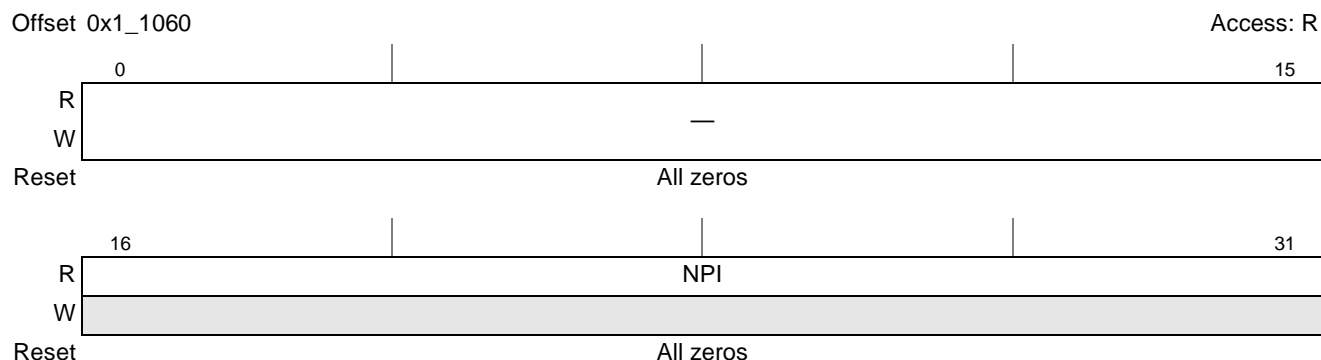 Offset 0x1_1060 Access: R
0 15
R
—
W
Reset All zeros
16 31
R NPI
W
Reset All zeros